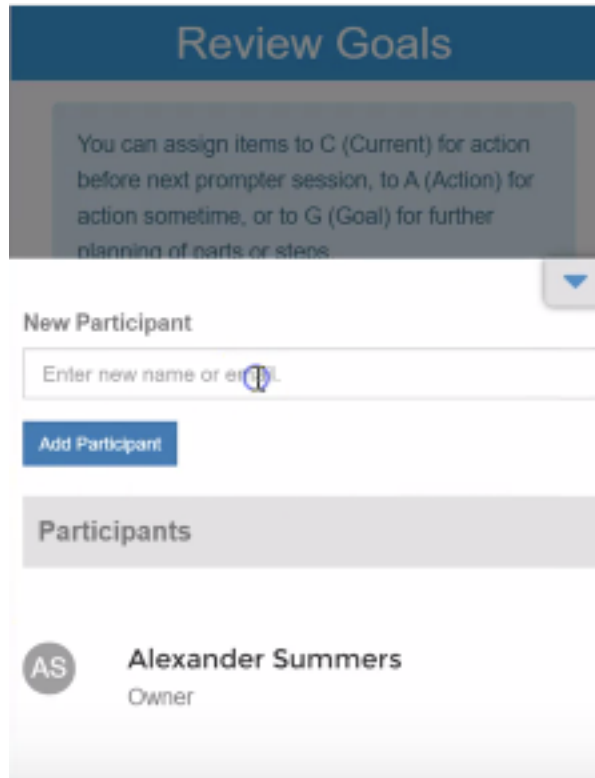 Review Goals
You can assign items to C (Current) for action
before next prompter session, to A (Action) for
action sometime, or to G (Goal) for further
planning of parts or steps
New Participant
Enter new name or email.
Add Participant
Participants
AS
Alexander Summers
Owner